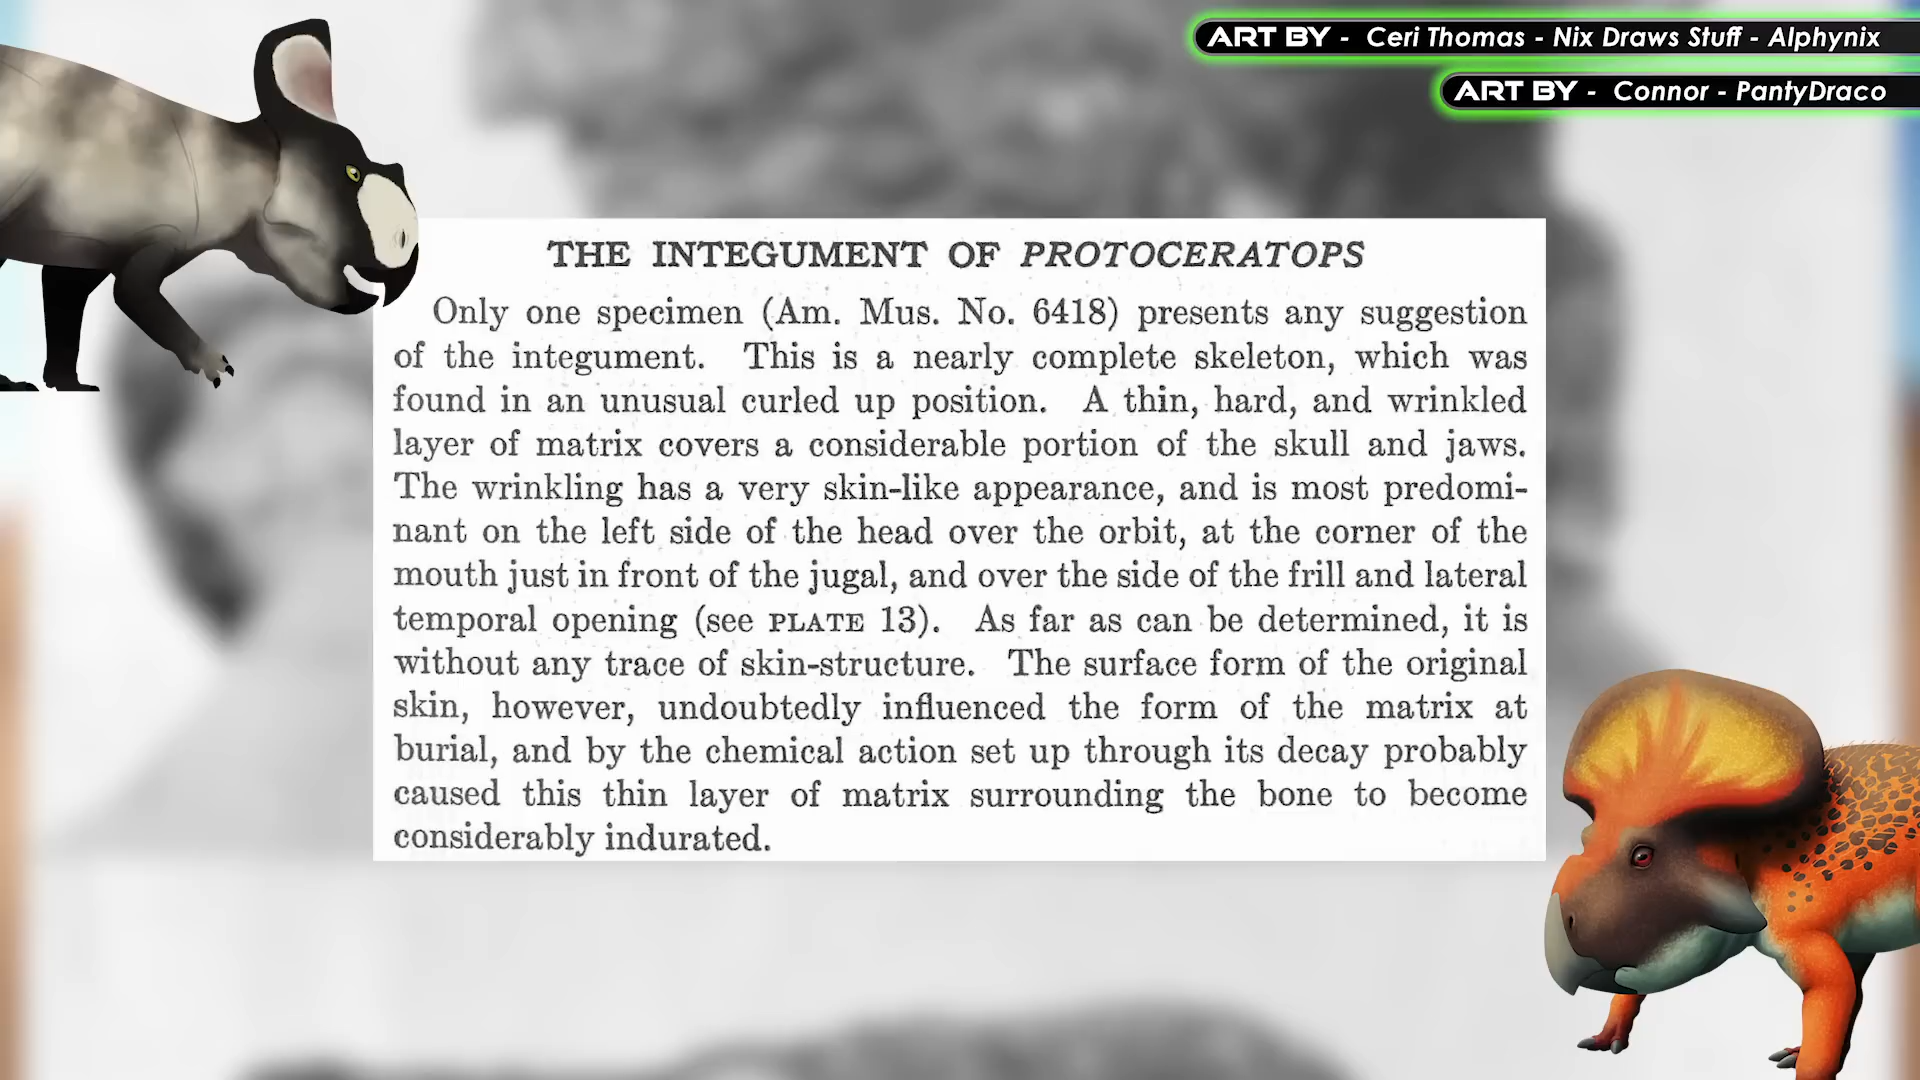 ART BY - Ceri Thomas - Nix Draws Stuff - Alphynix
ART BY - Connor - PantyDraco
THE INTEGUMENT OF PROTOCERATOPS
Only one specimen (Am. Mus. No. 6418) presents any suggestion
of the integument. This is a nearly complete skeleton, which was
found in an unusual curled up position. A thin, hard, and wrinkled
layer of matrix covers a considerable portion of the skull and jaws.
The wrinkling has a very skin-like appearance, and is most predomi-
nant on the left side of the head over the orbit, at the corner of the
mouth just in front of the jugal, and over the side of the frill and lateral
temporal opening (see PLATE 13). As far as can be determined, it is
without any trace of skin-structure. The surface form of the original
skin, however, undoubtedly influenced the form of the matrix at
burial, and by the chemical action set up through its decay probably
caused this thin layer of matrix surrounding the bone to become
considerably indurated.